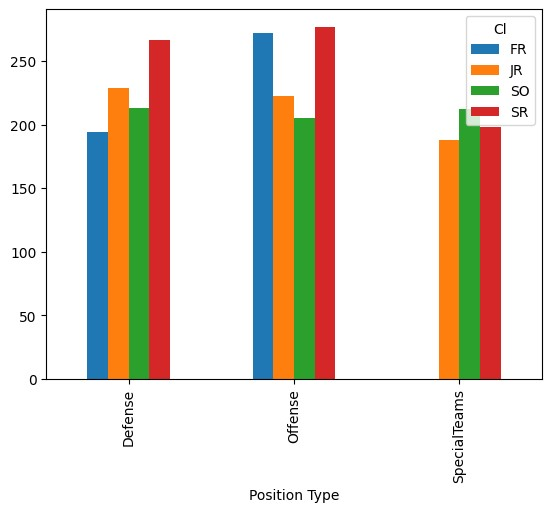 Cl
FR
JR
SO
SR
250
200
150
100
50
0
Defense
Offense
SpecialTeams
Position Type